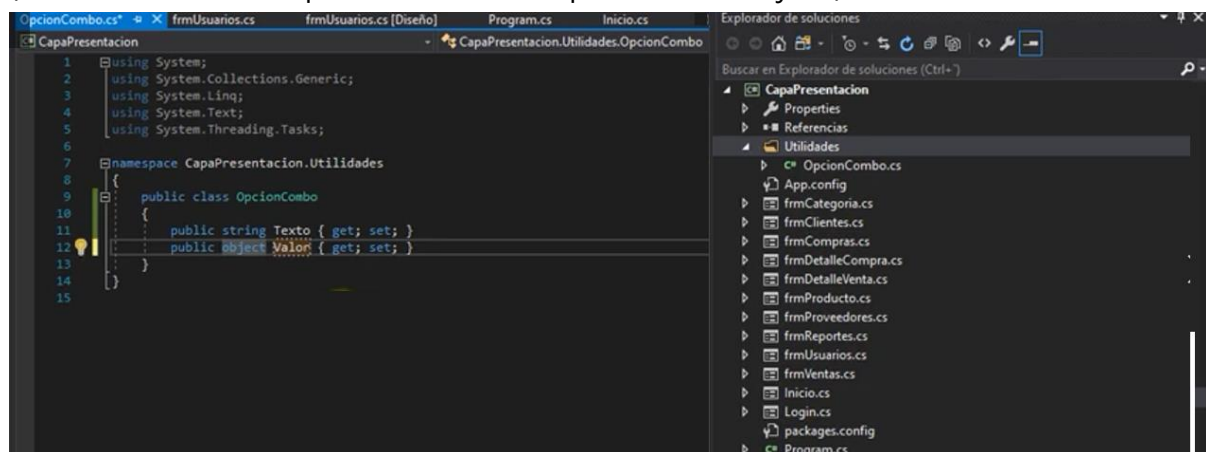 OpcionCombo.cs* frmUsuarios.cs frmUsuarios.cs [Diseño] Program.cs Inicio.cs
CapaPresentacion CapaPresentacion.Utilidades.OpcionCombo
1 using System;
2 using System.Collections.Generic;
3 using System.Linq;
4 using System.Text;
5 using System.Threading.Tasks;
6
7 namespace CapaPresentacion.Utilidades
8 {
9 public class OpcionCombo
10 {
11 public string Texto { get; set; }
12 public object Valor { get; set; }
13 }
14 }
15
Explorador de soluciones
Buscar en Explorador de soluciones (Ctrl+¨)
CapaPresentacion
Properties
Referencias
Utilidades
C# OpcionCombo.cs
App.config
frmCategoria.cs
frmClientes.cs
frmCompras.cs
frmDetalleCompra.cs
frmDetalleVenta.cs
frmProducto.cs
frmProveedores.cs
frmReportes.cs
frmUsuarios.cs
frmVentas.cs
Inicio.cs
Login.cs
packages.config
C# Program.cs